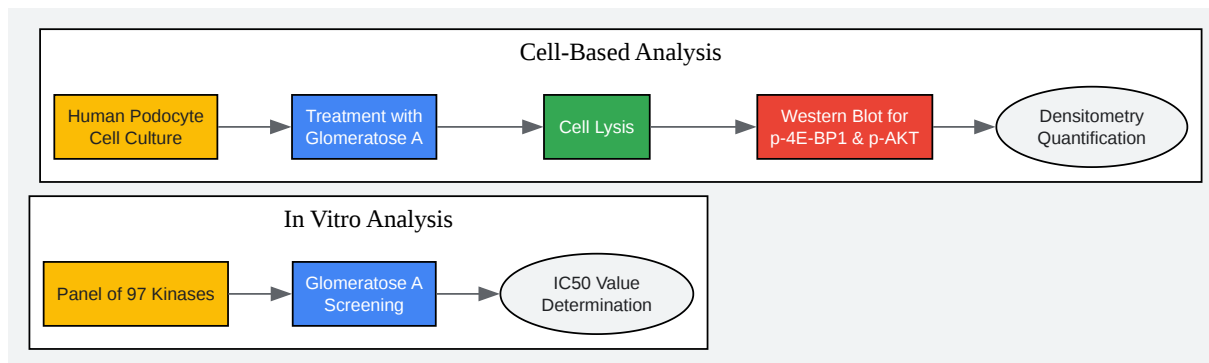 Cell-Based Analysis
Human Podocyte
Cell Culture
Treatment with
Glomeratose A
Cell Lysis
Western Blot for
p-4E-BP1 & p-AKT
Densitometry
Quantification
In Vitro Analysis
Panel of 97 Kinases
Glomeratose A
Screening
IC50 Value
Determination